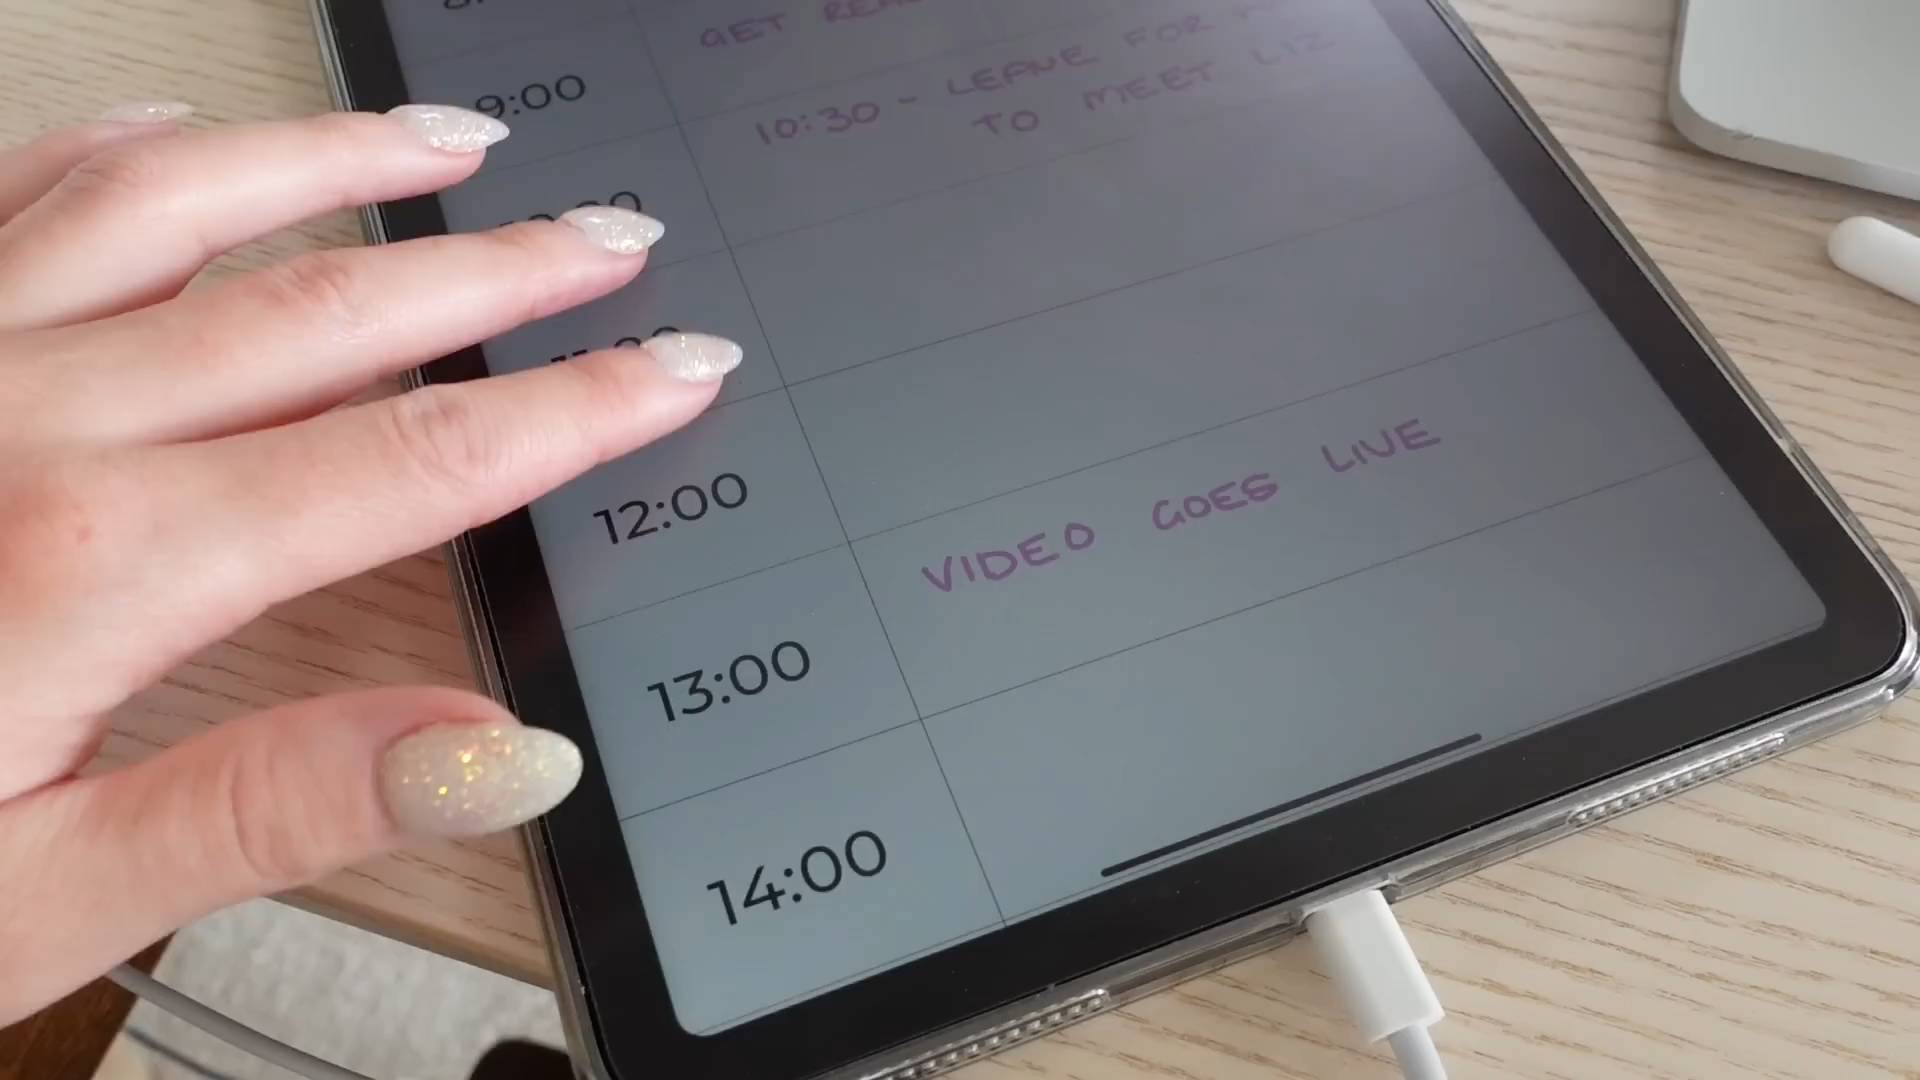 GET
9:00
10:30 - LEAVE FOR
TO MEET LIZ
12:00
VIDEO GOES LIVE
13:00
14:00